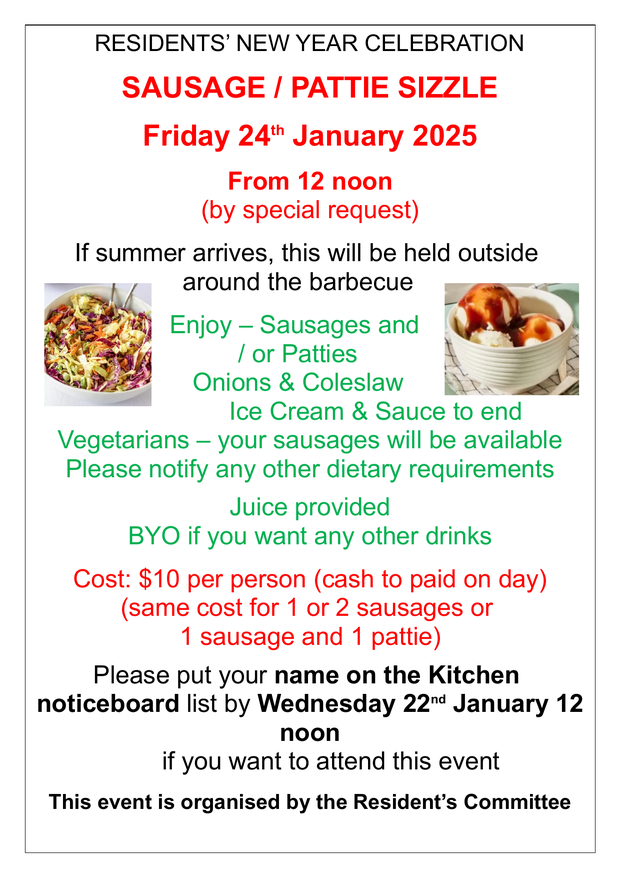 RESIDENTS’ NEW YEAR CELEBRATION
SAUSAGE / PATTIE SIZZLE
Friday 24th January 2025
From 12 noon
(by special request)
If summer arrives, this will be held outside
around the barbecue
Enjoy – Sausages and
/ or Patties
Onions & Coleslaw
Ice Cream & Sauce to end
Vegetarians – your sausages will be available
Please notify any other dietary requirements
Juice provided
BYO if you want any other drinks
Cost: $10 per person (cash to paid on day)
(same cost for 1 or 2 sausages or
1 sausage and 1 pattie)
Please put your name on the Kitchen
noticeboard list by Wednesday 22nd January 12
noon
if you want to attend this event
This event is organised by the Resident’s Committee